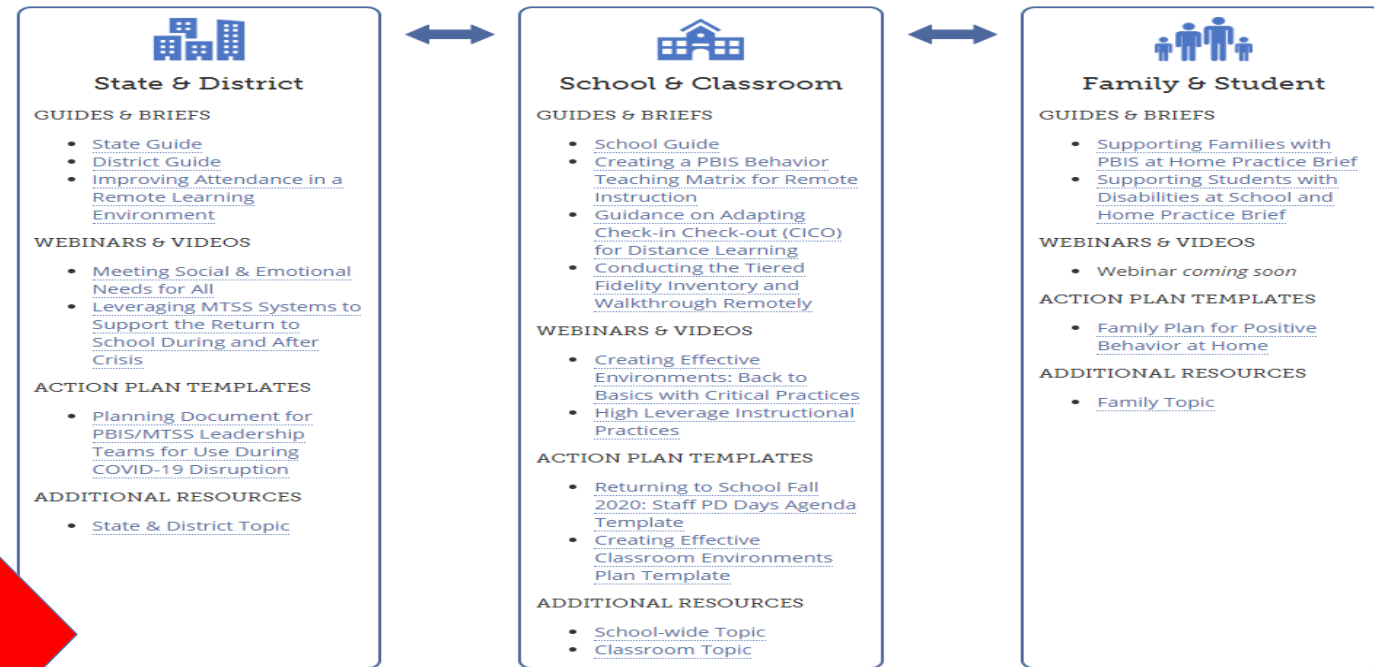 State & District
GUIDES & BRIEFS
• State Guide
• District Guide
• Improving Attendance in a
Remote Learning
Environment
WEBINARS & VIDEOS
• Meeting Social & Emotional
Needs for All
• Leveraging MTSS Systems to
Support the Return to
School During and After
Crisis
ACTION PLAN TEMPLATES
• Planning Document for
PBIS/MTSS Leadership
Teams for Use During
COVID-19 Disruption
ADDITIONAL RESOURCES
• State & District Topic
School & Classroom
GUIDES & BRIEFS
• School Guide
• Creating a PBIS Behavior
Teaching Matrix for Remote
Instruction
• Guidance on Adapting
Check-in Check-out (CICO)
for Distance Learning
• Conducting the Tiered
Fidelity Inventory and
Walkthrough Remotely
WEBINARS & VIDEOS
• Creating Effective
Environments: Back to
Basics with Critical Practices
• High Leverage Instructional
Practices
ACTION PLAN TEMPLATES
• Returning to School Fall
2020: Staff PD Days Agenda
Template
• Creating Effective
Classroom Environments
Plan Template
ADDITIONAL RESOURCES
• School-wide Topic
• Classroom Topic
Family & Student
GUIDES & BRIEFS
• Supporting Families with
PBIS at Home Practice Brief
• Supporting Students with
Disabilities at School and
Home Practice Brief
WEBINARS & VIDEOS
• Webinar coming soon
ACTION PLAN TEMPLATES
• Family Plan for Positive
Behavior at Home
ADDITIONAL RESOURCES
• Family Topic